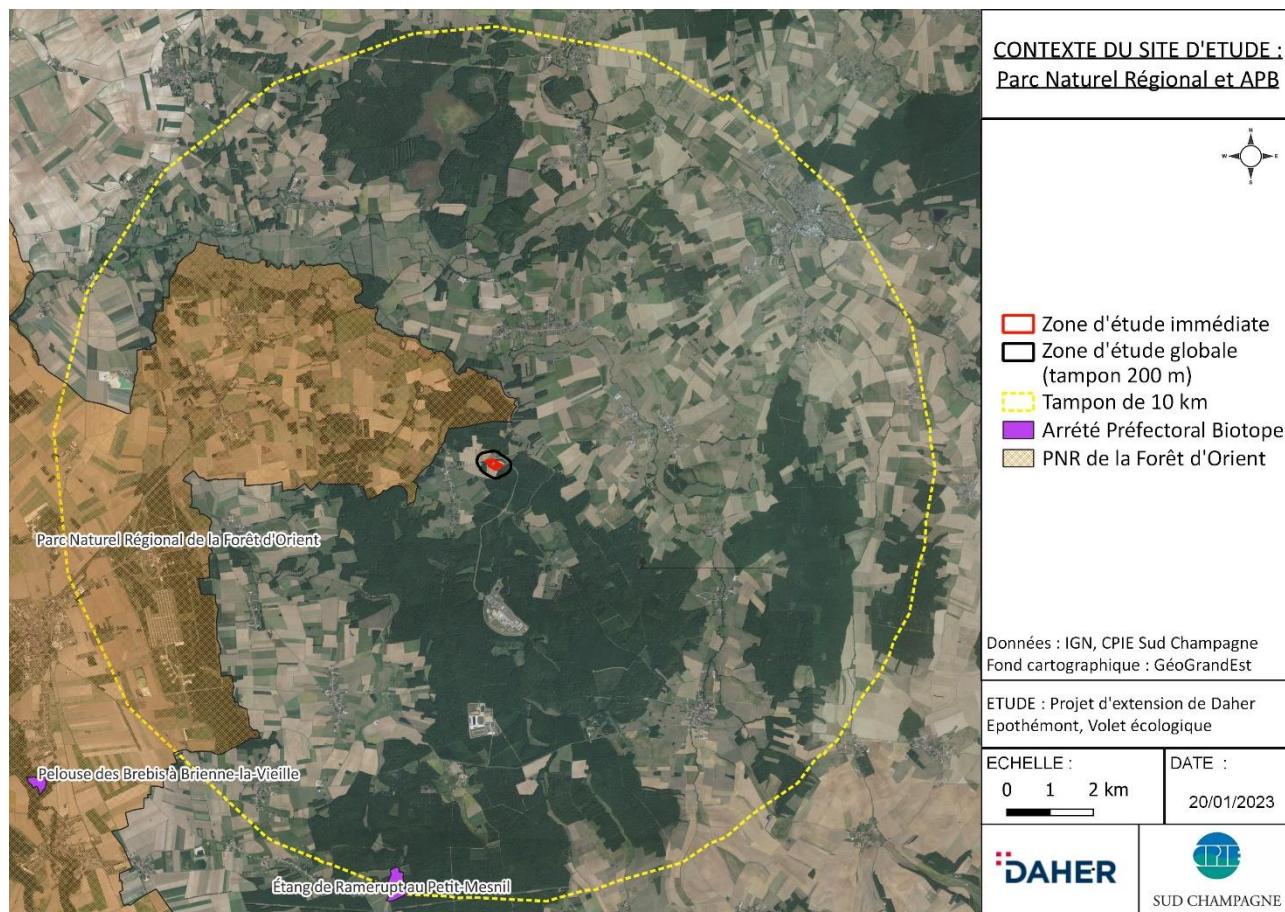 CONTEXTE DU SITE D'ETUDE :
Parc Naturel Régional et APB
N
W E
S
Zone d'étude immédiate
Zone d'étude globale
(tampon 200 m)
Tampon de 10 km
Arrété Préfectoral Biotope
PNR de la Forêt d'Orient
Parc Naturel Régional de la Forêt d'Orient
Pelouse des Brebis à Brienne-la-Vieille
Étang de Ramerupt au Petit-Mesnil
Données : IGN, CPIE Sud Champagne
Fond cartographique : GéoGrandEst
ETUDE : Projet d'extension de Daher
Epothémont, Volet écologique
ECHELLE :
0 1 2 km
DATE :
20/01/2023
DAHER
CPIE
SUD CHAMPAGNE